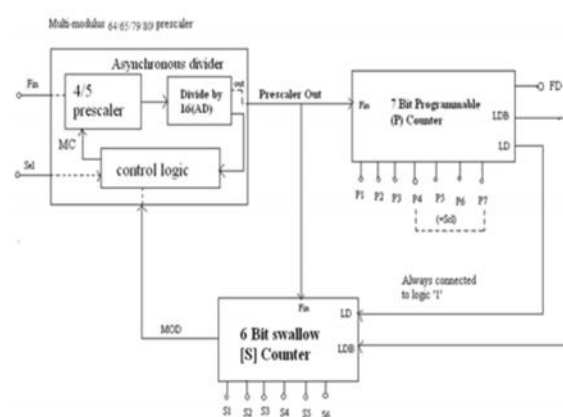 Multi-modulus 64/65/79/80 prescaler
Asynchronous divider
Fin
4/5
prescaler
Divide by
16(AD)
Prescaler Out
MC
Sel
control logic
Fin
7 Bit Programmable
(P) Counter
FD
LDB
LD
P1 P2 P3 P4 P5 P6 P7
(=Sel)
Always connected
to logic '1'
MOD
Fin
6 Bit swallow
[S] Counter
LD
LDB
S1 S2 S3 S4 S5 S6